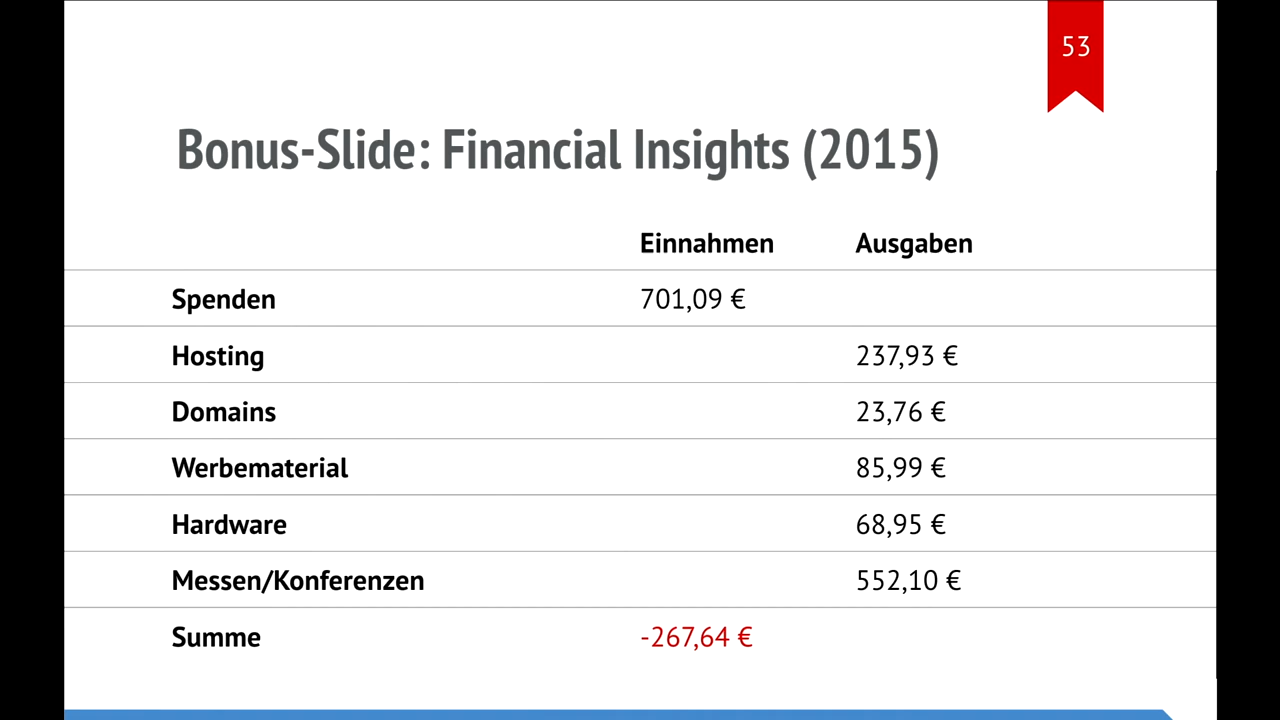 53
Bonus-Slide: Financial Insights (2015)
Einnahmen Ausgaben
Spenden 701,09 €
Hosting 237,93 €
Domains 23,76 €
Werbematerial 85,99 €
Hardware 68,95 €
Messen/Konferenzen 552,10 €
Summe -267,64 €